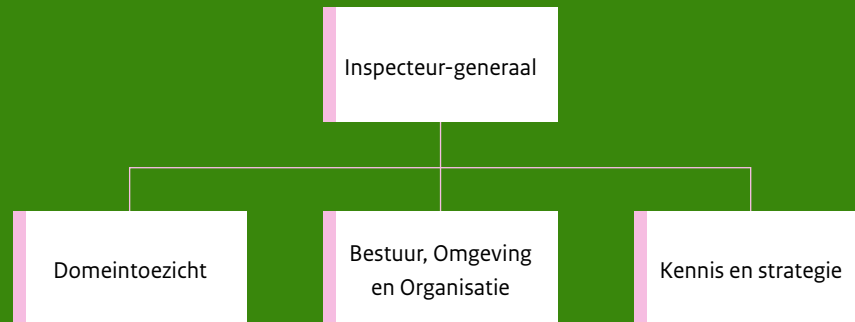 Inspecteur-generaal
Domeintoezicht
Bestuur, Omgeving
en Organisatie
Kennis en strategie